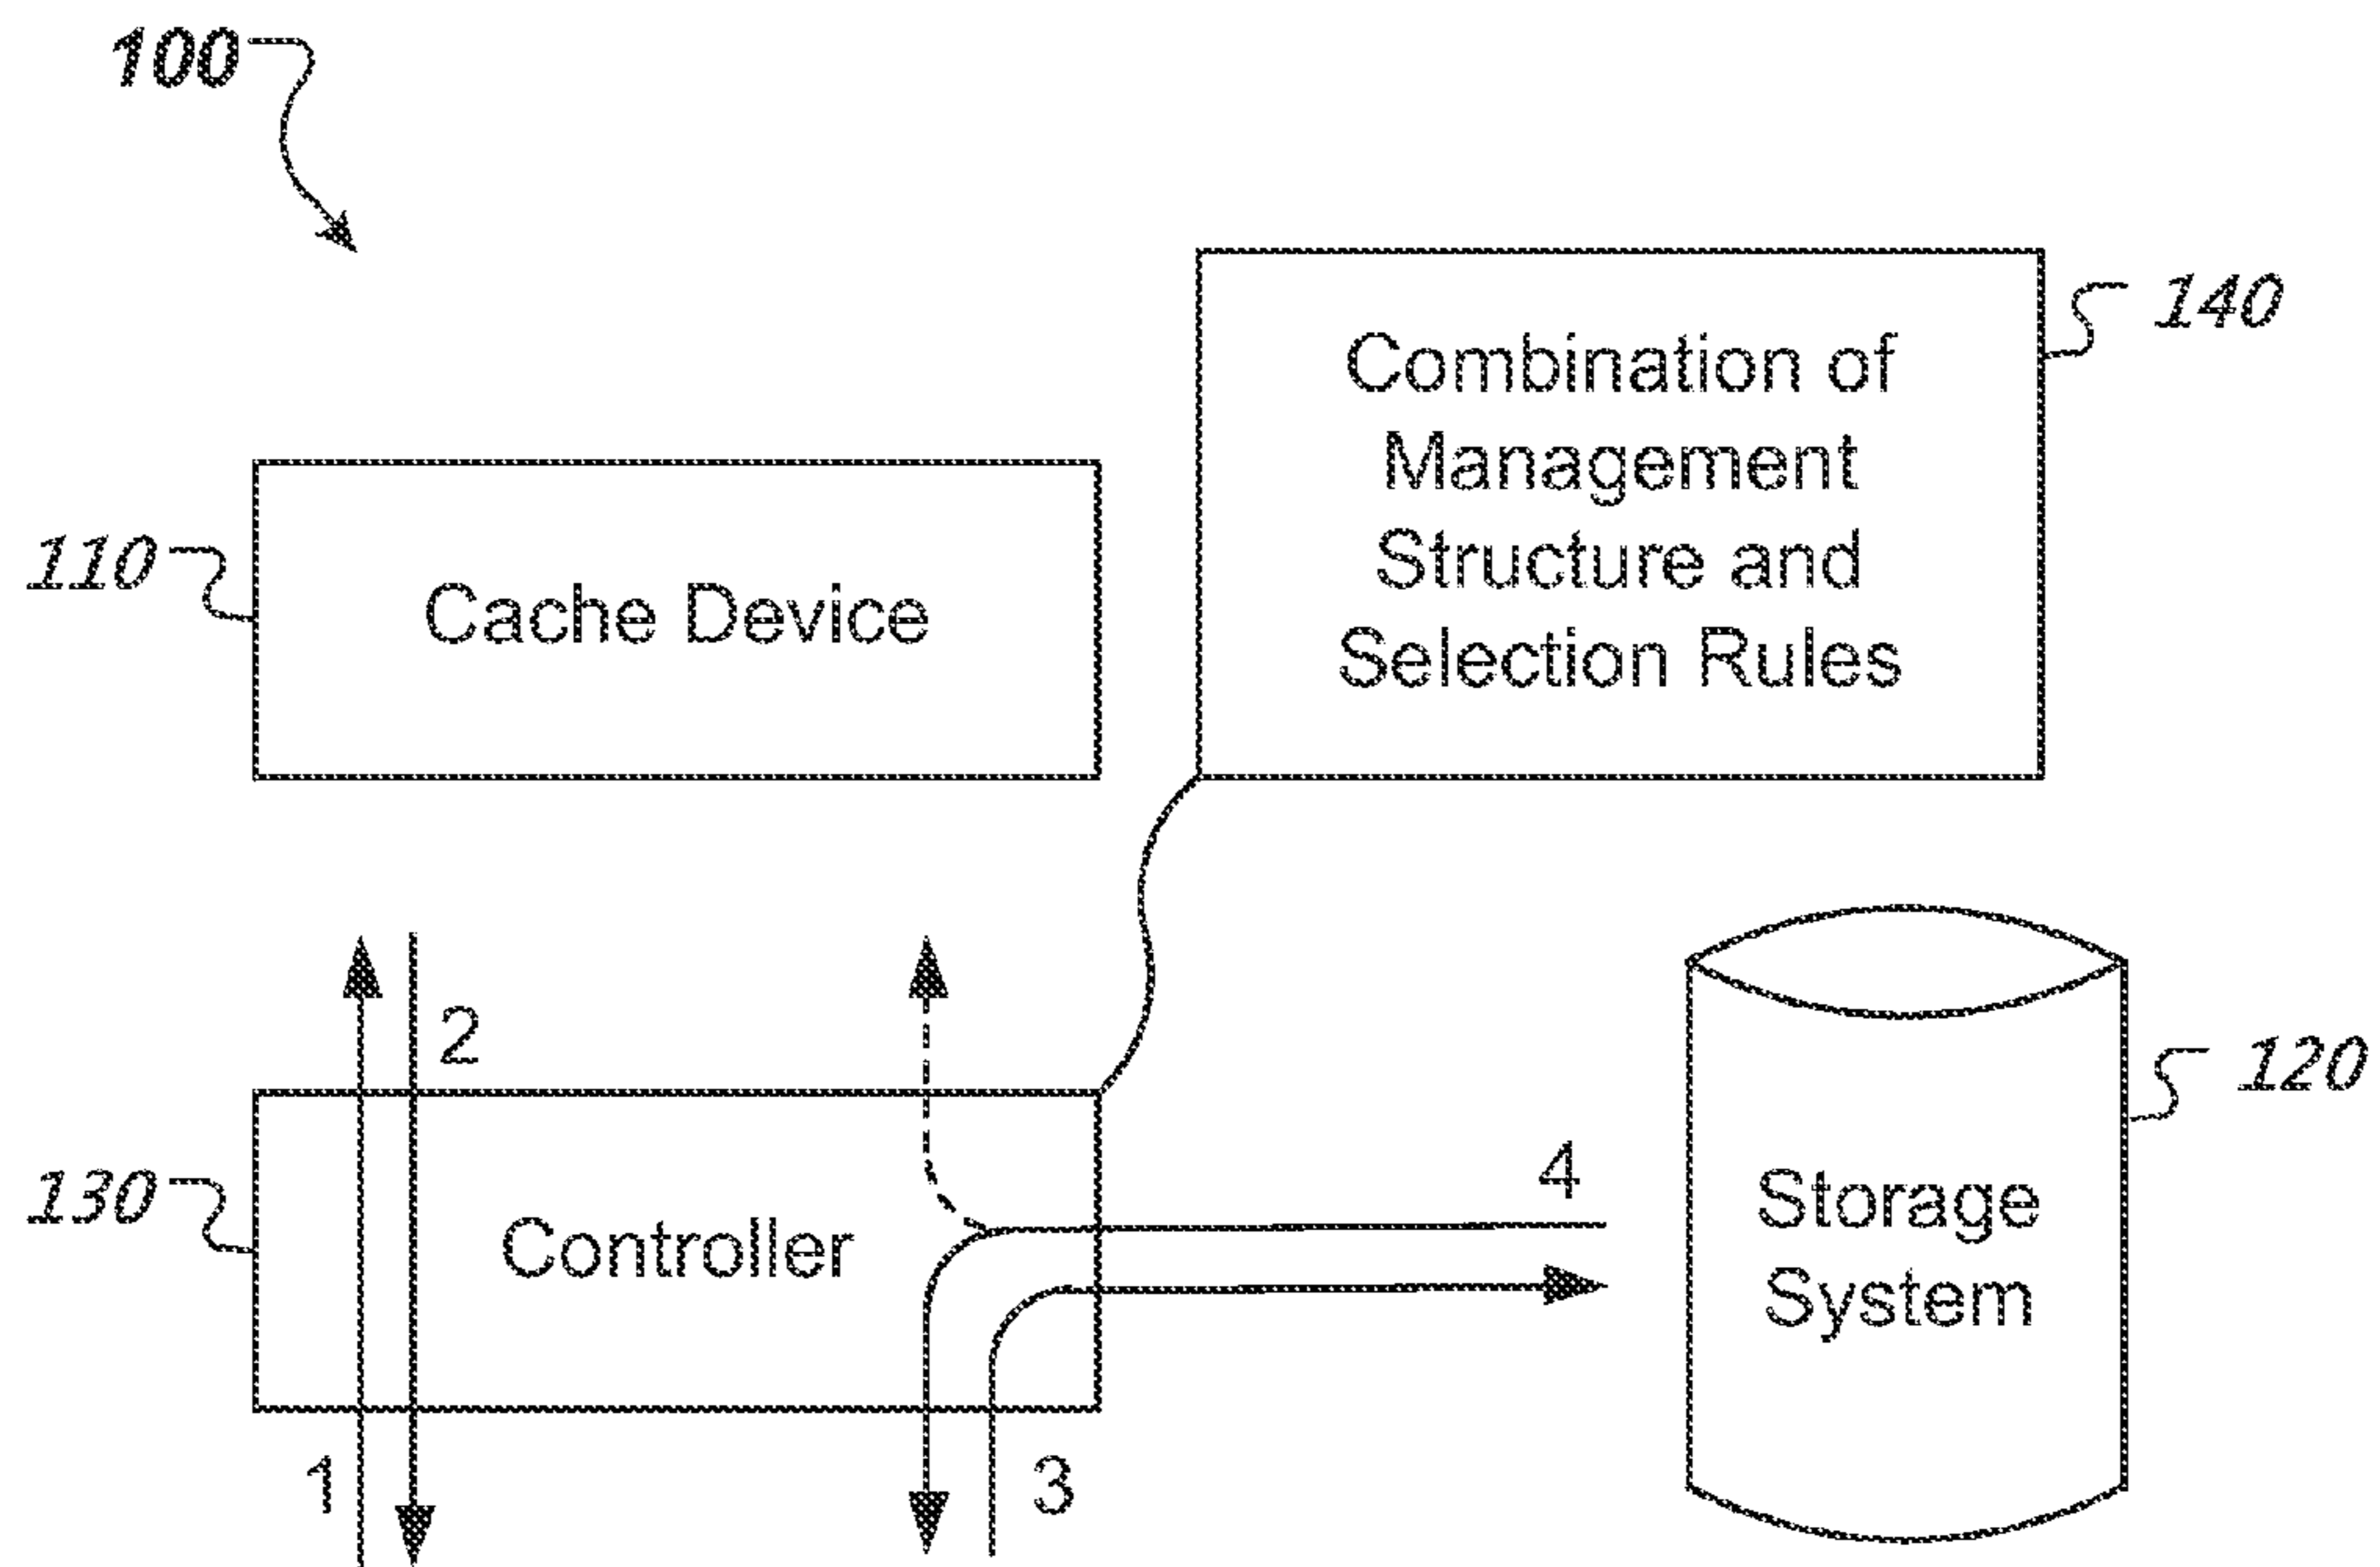 100
140
Combination of
Management
Structure and
Selection Rules
110
Cache Device
2
120
130
Controller
4
Storage
System
1
3